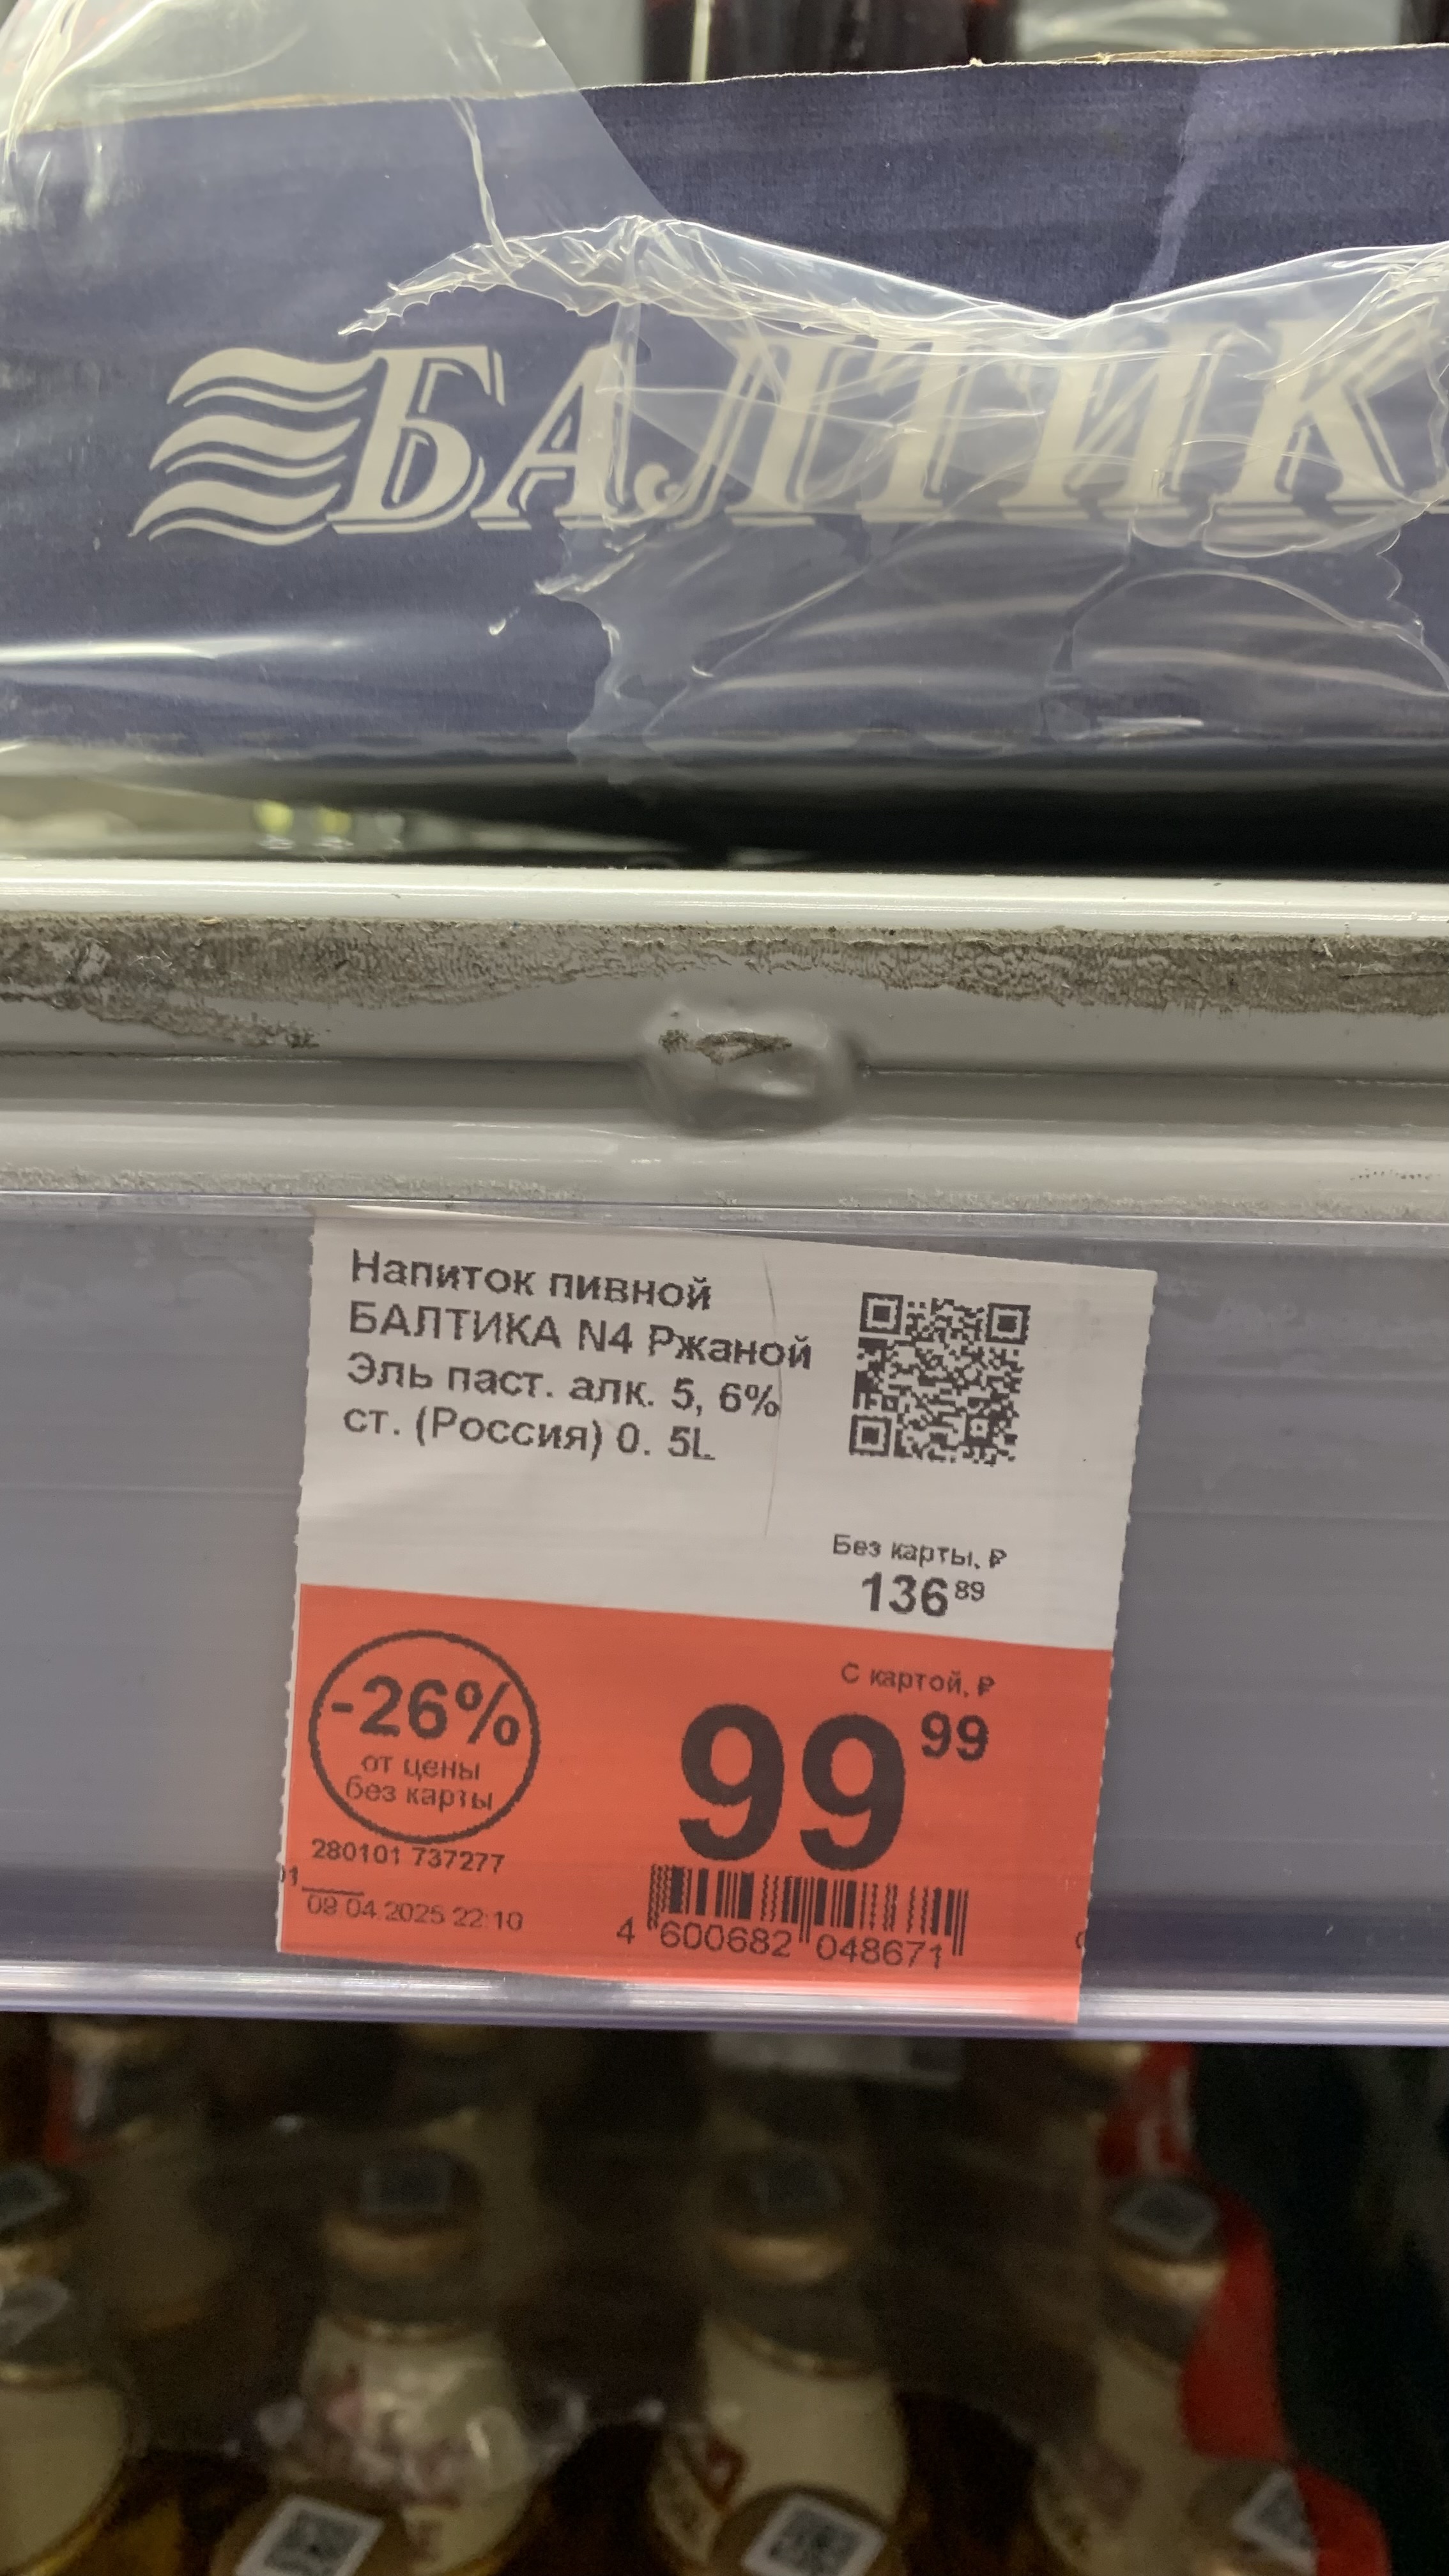 БАЛТИК
Напиток пивной
БАЛТИКА N4 Ржаной
Эль паст. алк. 5, 6%
ст. (Россия) 0. 5L
Без карты, ₽
136 89
С картой, ₽
99 99
-26%
от цены
без карты
280101 737277
09.04.2025 22:10
4 600682 048671